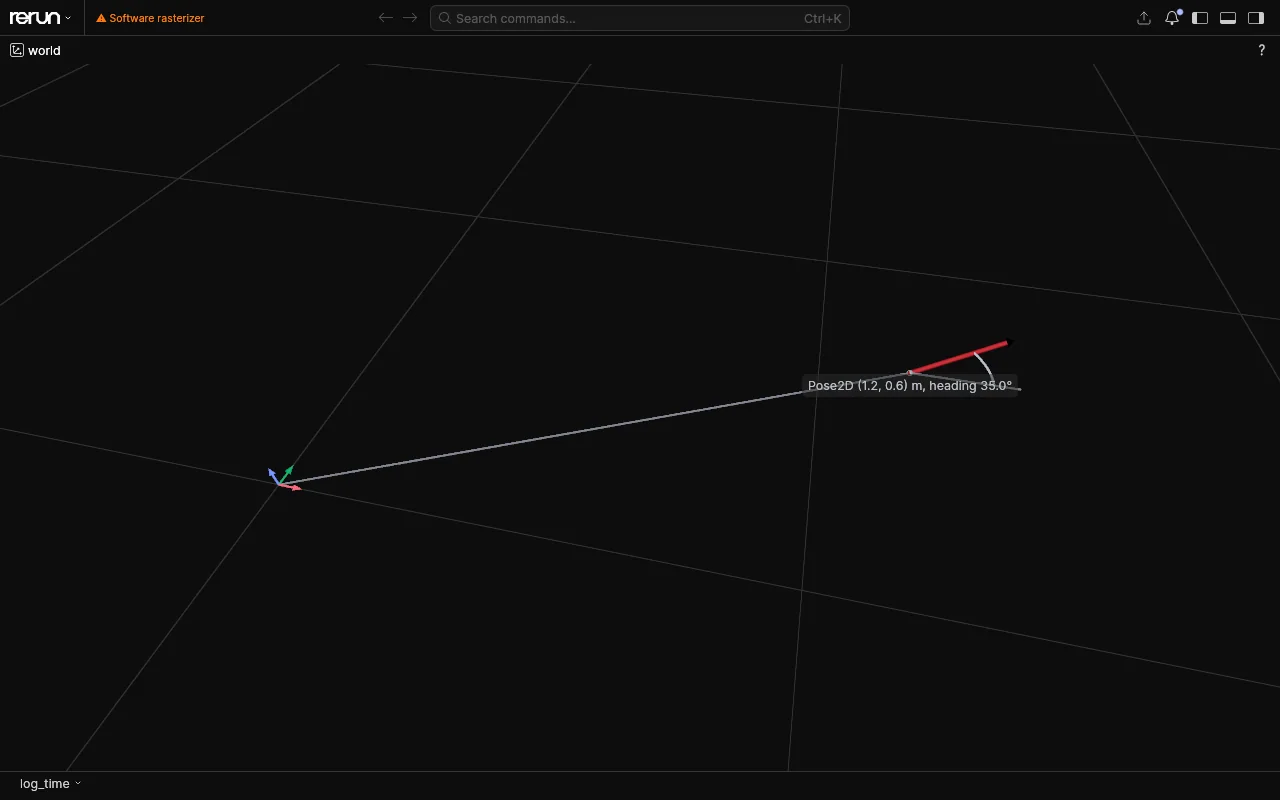 rerun
Software rasterizer
Search commands...
Ctrl+K
world
?
Pose2D (1.2, 0.6) m, heading 35.0°
log_time